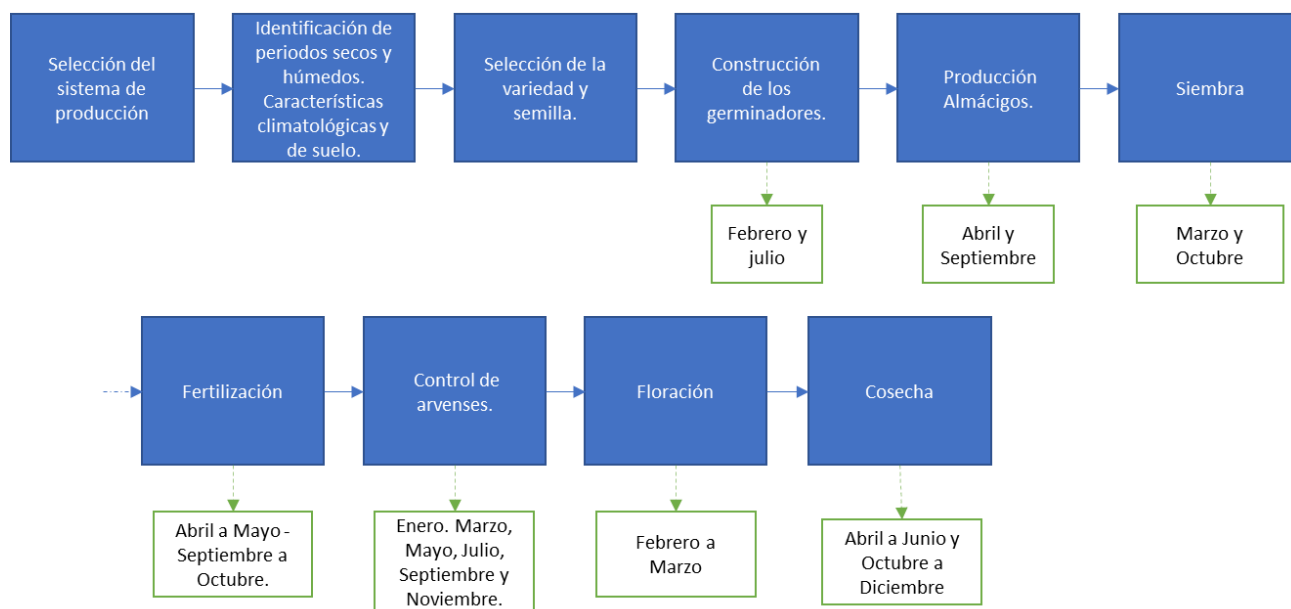 Selección del
sistema de
producción
Identificación de
periodos secos y
húmedos.
Características
climatológicas y
de suelo.
Selección de la
variedad y
semilla.
Construcción
de los
germinadores.
Producción
Almácigos.
Siembra
Febrero y
julio
Abril y
Septiembre
Marzo y
Octubre
Fertilización
Control de
arvenses.
Floración
Cosecha
Abril a Mayo -
Septiembre a
Octubre.
Enero. Marzo,
Mayo, Julio,
Septiembre y
Noviembre.
Febrero a
Marzo
Abril a Junio y
Octubre a
Diciembre